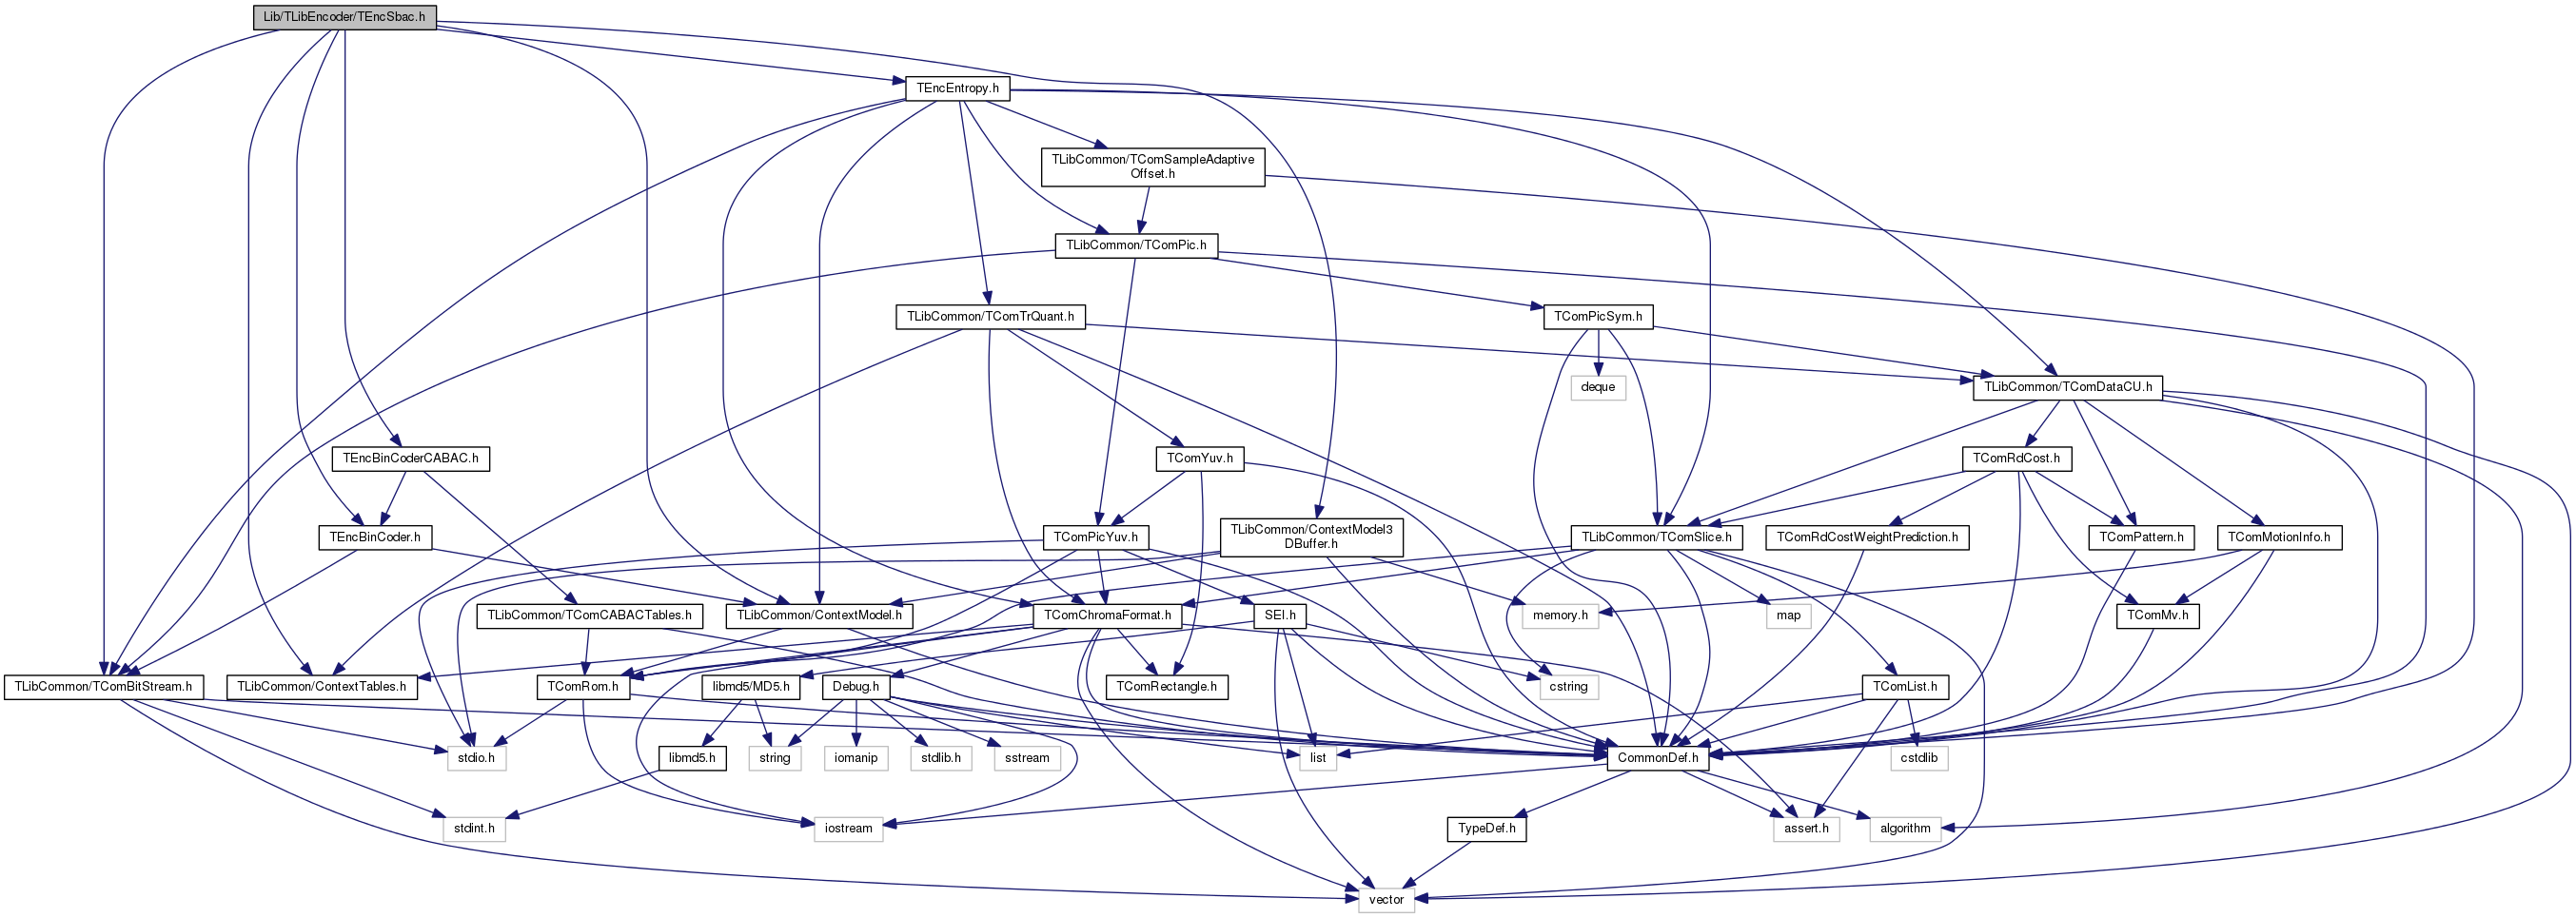 Lib/TLibEncoder/TEncSbac.h
TEncEntropy.h
TLibCommon/TComSampleAdaptive
Offset.h
TLibCommon/TComPic.h
TLibCommon/TComTrQuant.h
TComPicSym.h
deque
TLibCommon/TComDataCU.h
TEncBinCoderCABAC.h
TComYuv.h
TComRdCost.h
TEncBinCoder.h
TComPicYuv.h
TLibCommon/ContextModel3
DBuffer.h
TLibCommon/TComSlice.h
TComRdCostWeightPrediction.h
TComPattern.h
TComMotionInfo.h
TLibCommon/TComCABACTables.h
TLibCommon/ContextModel.h
TComChromaFormat.h
SEI.h
memory.h
map
TComMv.h
TLibCommon/TComBitStream.h
TLibCommon/ContextTables.h
TComRom.h
libmd5/MD5.h
Debug.h
TComRectangle.h
cstring
TComList.h
stdio.h
libmd5.h
string
iomanip
stdlib.h
sstream
list
CommonDef.h
cstdlib
stdint.h
iostream
TypeDef.h
assert.h
algorithm
vector